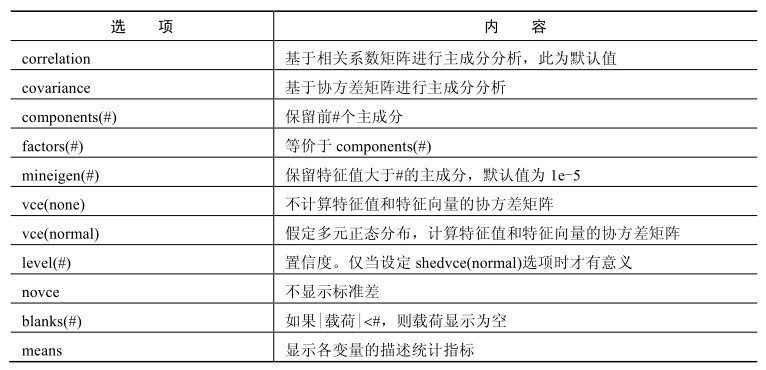 选 项 内 容
correlation 基于相关系数矩阵进行主成分分析，此为默认值
covariance 基于协方差矩阵进行主成分分析
components(#) 保留前#个主成分
factors(#) 等价于 components(#)
mineigen(#) 保留特征值大于#的主成分，默认值为 1e-5
vce(none) 不计算特征值和特征向量的协方差矩阵
vce(normal) 假定多元正态分布，计算特征值和特征向量的协方差矩阵
level(#) 置信度。仅当设定 shedvce(normal)选项时才有意义
novce 不显示标准差
blanks(#) 如果|载荷|<#，则载荷显示为空
means 显示各变量的描述统计指标